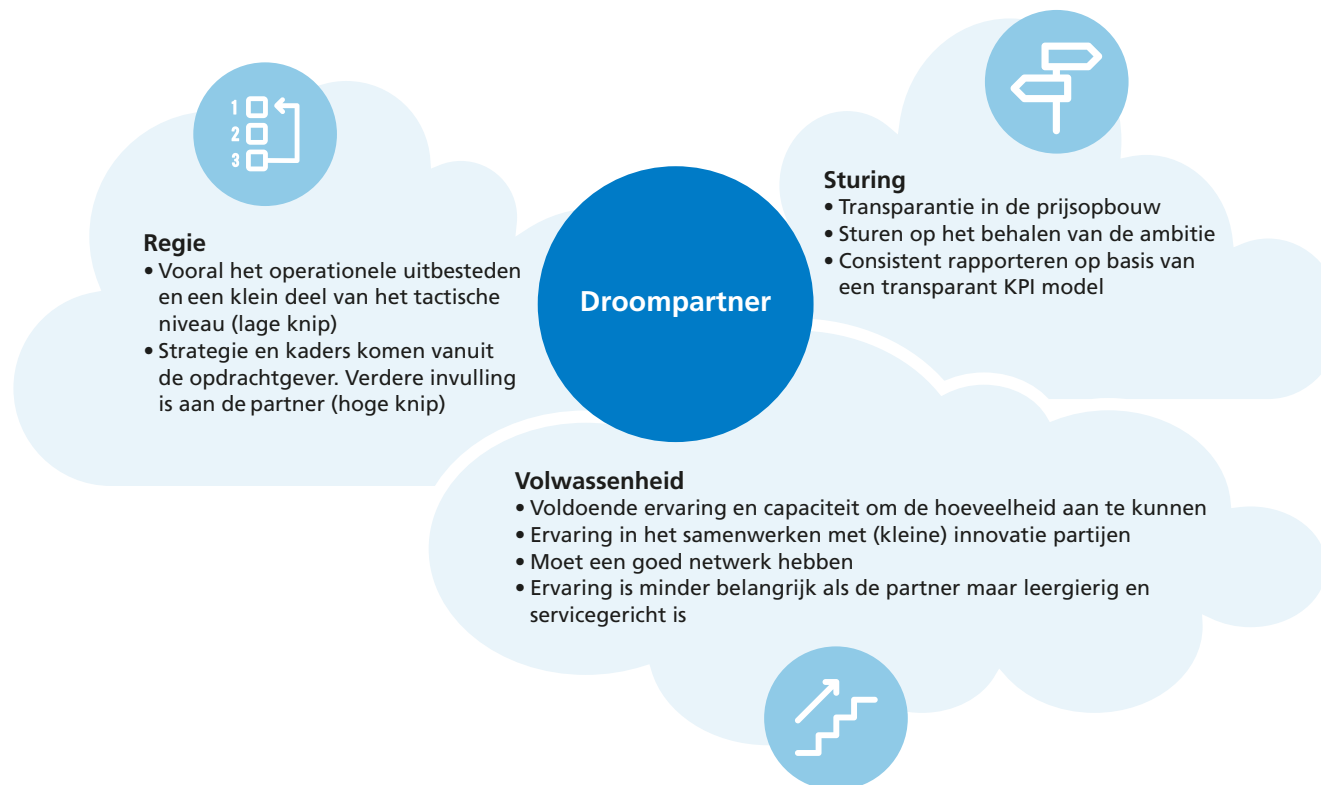 1
2
3
Regie
• Vooral het operationele uitbesteden
en een klein deel van het tactische
niveau (lage knip)
• Strategie en kaders komen vanuit
de opdrachtgever. Verdere invulling
is aan de partner (hoge knip)
Droompartner
Sturing
• Transparantie in de prijsopbouw
• Sturen op het behalen van de ambitie
• Consistent rapporteren op basis van
een transparant KPI model
Volwassenheid
• Voldoende ervaring en capaciteit om de hoeveelheid aan te kunnen
• Ervaring in het samenwerken met (kleine) innovatie partijen
• Moet een goed netwerk hebben
• Ervaring is minder belangrijk als de partner maar leergierig en
servicegericht is